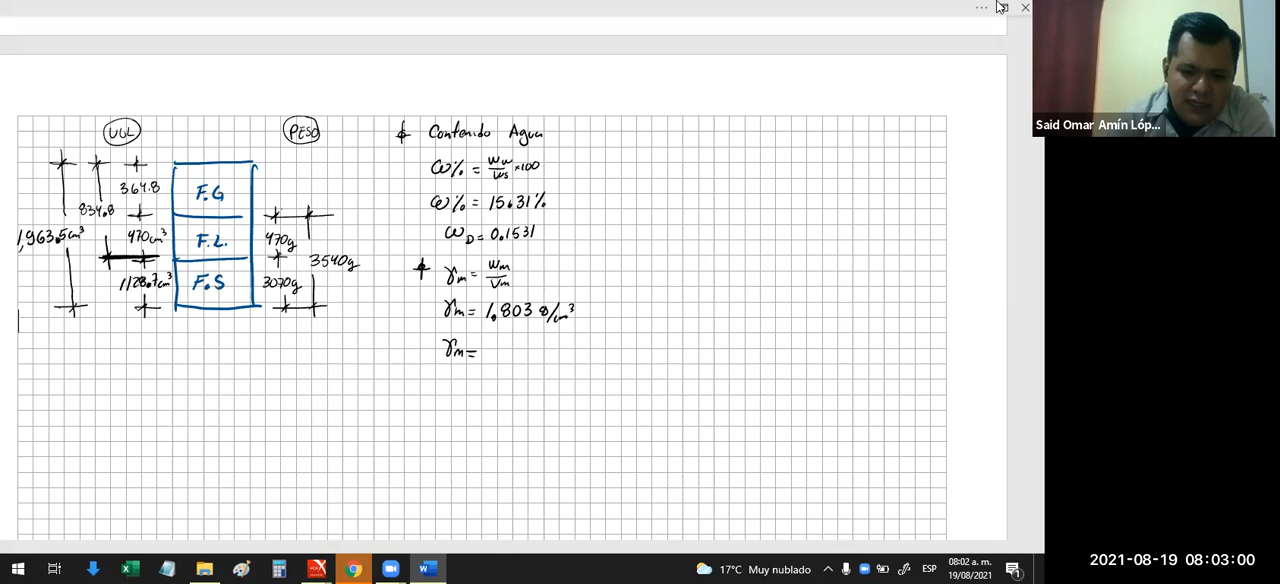 Said Omar Amín Lóp...
VOL
PESO
Contenido Agua
ω% = Ww/Ws ×100
ω% = 15.31%
ωD = 0.1531
γm = Wm/Vm
γm = 1.803 g/cm³
γm =
364.8
834.8
1,963.5cm³
470cm³
1128.7cm³
F.G
F.L.
F.S
470g
3540g
3070g
17°C Muy nublado
ESP
08:02 a. m.
19/08/2021
1
2021-08-19 08:03:00